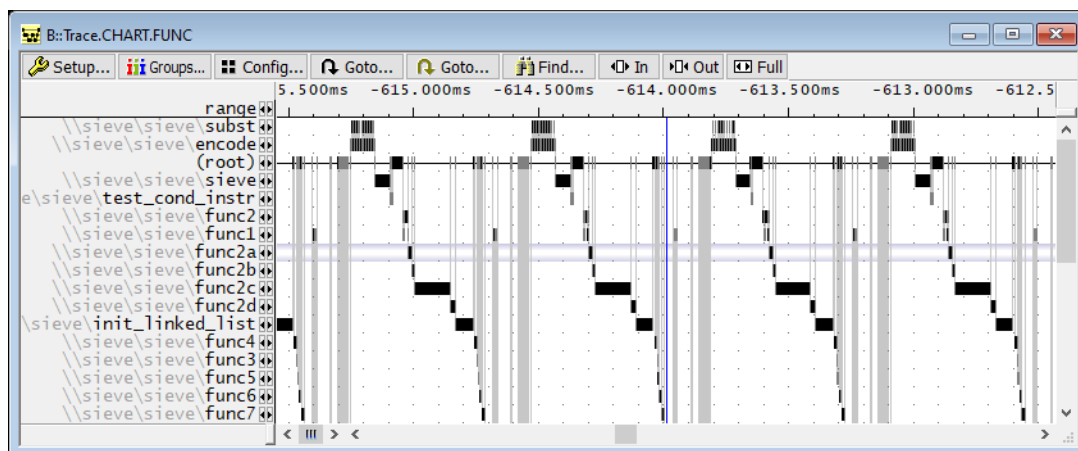 B::Trace.CHART.FUNC
Setup... Groups... Config... Goto... Goto... Find... In Out Full
5.500ms -615.000ms -614.500ms -614.000ms -613.500ms -613.000ms -612.5
range
\\sieve\sieve\subst
\\sieve\sieve\encode
(root)
\\sieve\sieve\sieve
e\sieve\test_cond_instr
\\sieve\sieve\func2
\\sieve\sieve\func1
\\sieve\sieve\func2a
\\sieve\sieve\func2b
\\sieve\sieve\func2c
\\sieve\sieve\func2d
\sieve\init_linked_list
\\sieve\sieve\func4
\\sieve\sieve\func3
\\sieve\sieve\func5
\\sieve\sieve\func6
\\sieve\sieve\func7